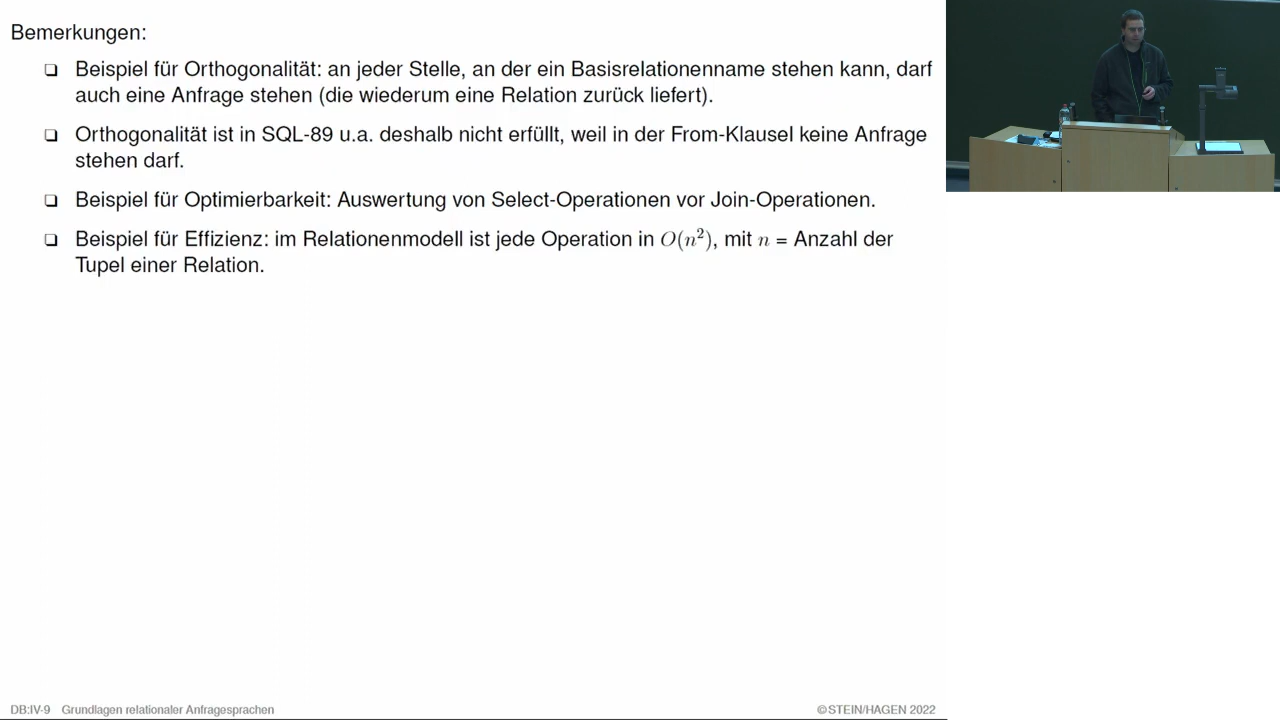 Bemerkungen:
❑ Beispiel für Orthogonalität: an jeder Stelle, an der ein Basisrelationenname stehen kann, darf
auch eine Anfrage stehen (die wiederum eine Relation zurück liefert).
❑ Orthogonalität ist in SQL-89 u.a. deshalb nicht erfüllt, weil in der From-Klausel keine Anfrage
stehen darf.
❑ Beispiel für Optimierbarkeit: Auswertung von Select-Operationen vor Join-Operationen.
❑ Beispiel für Effizienz: im Relationenmodell ist jede Operation in O(n²), mit n = Anzahl der
Tupel einer Relation.
DB:IV-9 Grundlagen relationaler Anfragesprachen ©STEIN/HAGEN 2022